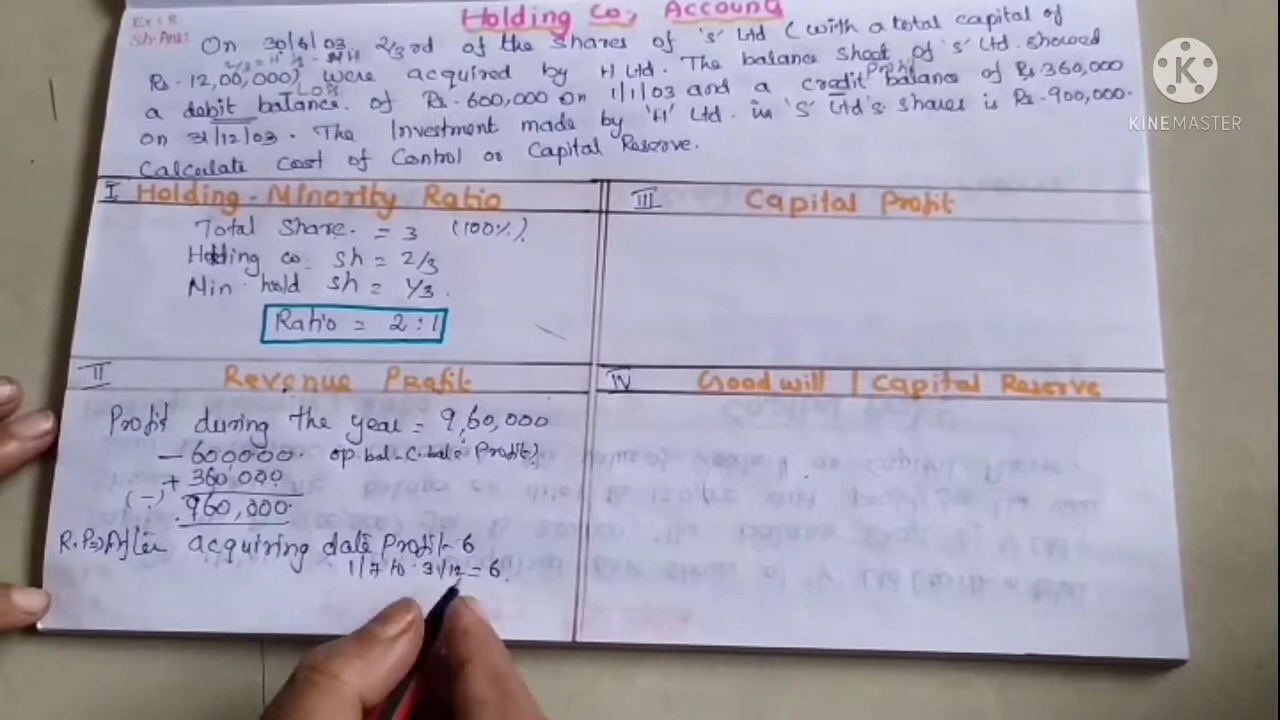 Holding Co, Account
Ex: 8
Sh. Ans:
On 30/6/03, 2/3rd of the shares of 'S' Ltd (with a total capital of
Rs. 12,00,000) were acquired by H Ltd. The balance sheet of 'S' Ltd. showed
Loss
Profit
a debit balance of Rs. 600,000 on 1/1/03 and a credit balance of Rs. 360,000
on 31/12/03. The Investment made by 'H' Ltd. in 'S' Ltd's shares is Rs. 900,000.
Calculate cost of Control or Capital Reserve.
I Holding - Minority Ratio
Total Share = 3 (100%)
Holding co. sh = 2/3
Min. hold sh = 1/3.
Ratio = 2 : 1
II Revenue Profit
Profit during the year = 9,60,000
- 600000. op. bal - C. bal = Profit)
+ 360,000
(-) 960,000.
acquiring date Profit - 6
1/7 to 31/12 = 6.
III Capital Profit
IV Goodwill / Capital Reserve
K
KINEMASTER